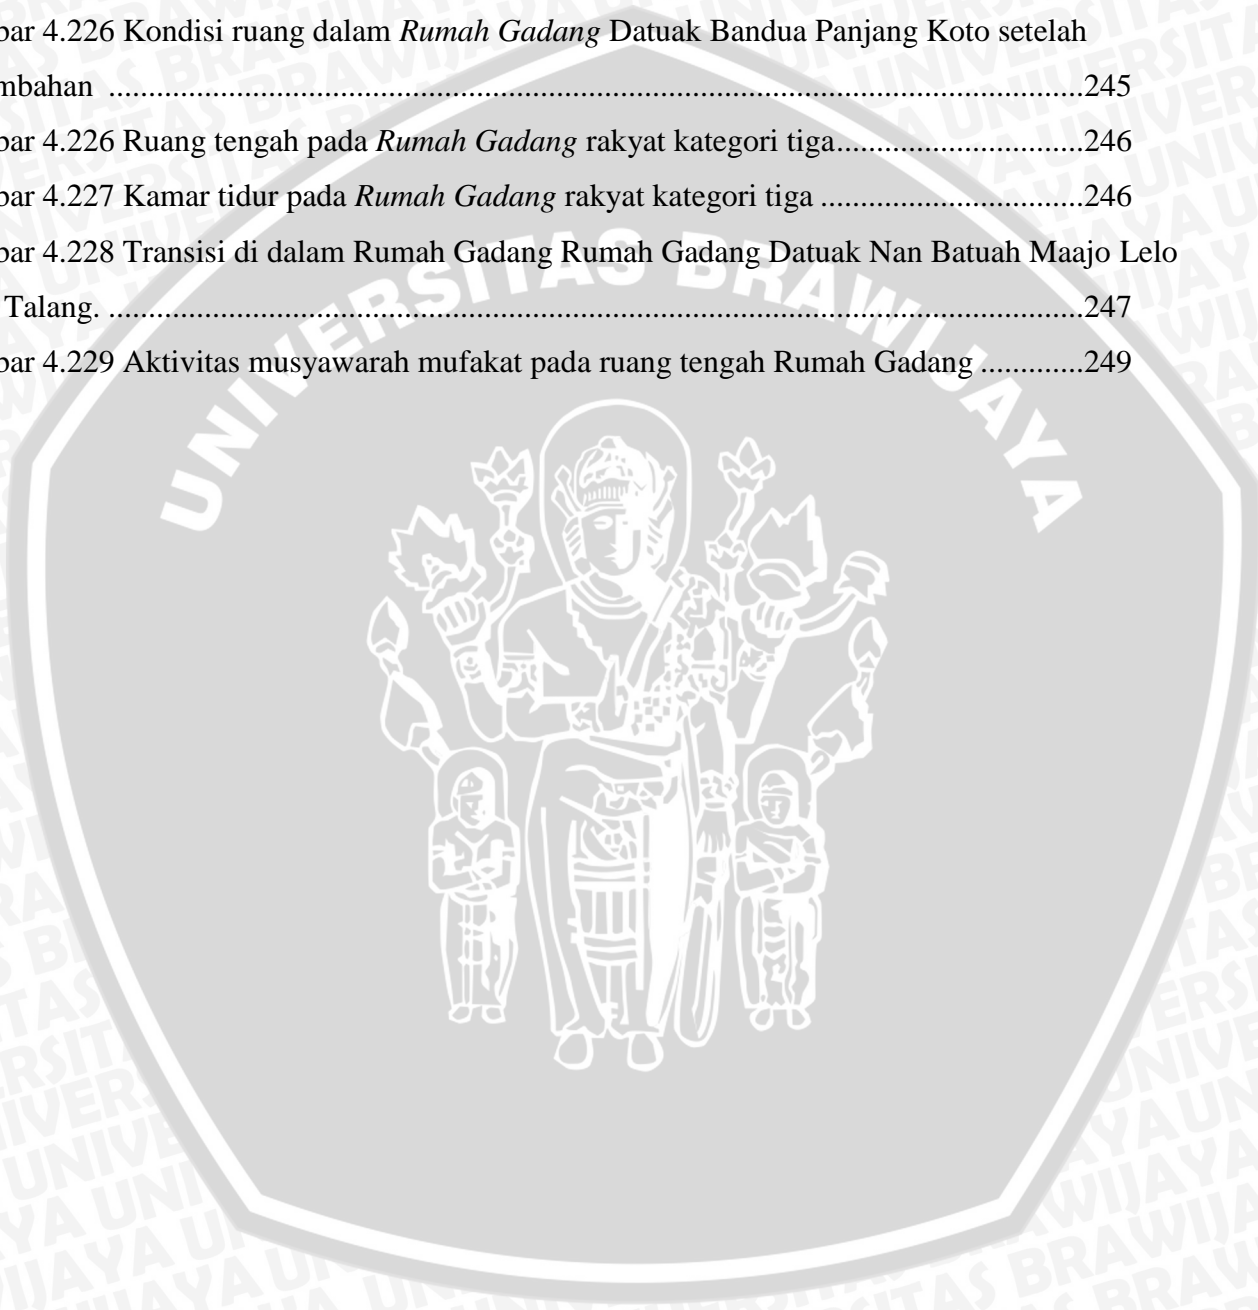 bar 4.226 Kondisi ruang dalam Rumah Gadang Datuak Bandua Panjang Koto setelah
mbahan ......................................................................................................245
bar 4.226 Ruang tengah pada Rumah Gadang rakyat kategori tiga..........................246
bar 4.227 Kamar tidur pada Rumah Gadang rakyat kategori tiga ............................246
bar 4.228 Transisi di dalam Rumah Gadang Rumah Gadang Datuak Nan Batuah Maajo Lelo
Talang. ......................................................................................................247
bar 4.229 Aktivitas musyawarah mufakat pada ruang tengah Rumah Gadang .............249
UNIVERSITAS BRAWIJAYA